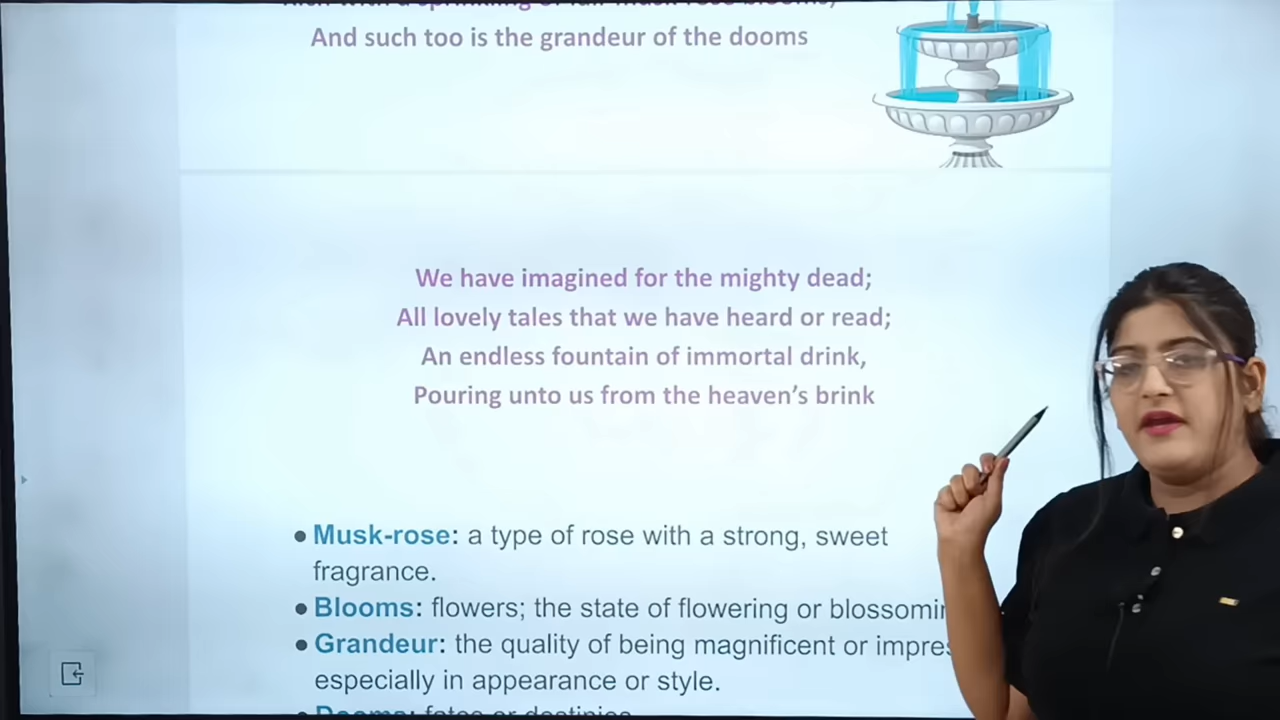 And such too is the grandeur of the dooms
We have imagined for the mighty dead;
All lovely tales that we have heard or read;
An endless fountain of immortal drink,
Pouring unto us from the heaven's brink
• Musk-rose: a type of rose with a strong, sweet
fragrance.
• Blooms: flowers; the state of flowering or
• Grandeur: the quality of being magnificent or
especially in appearance or style.
• Dooms: fates or destinies